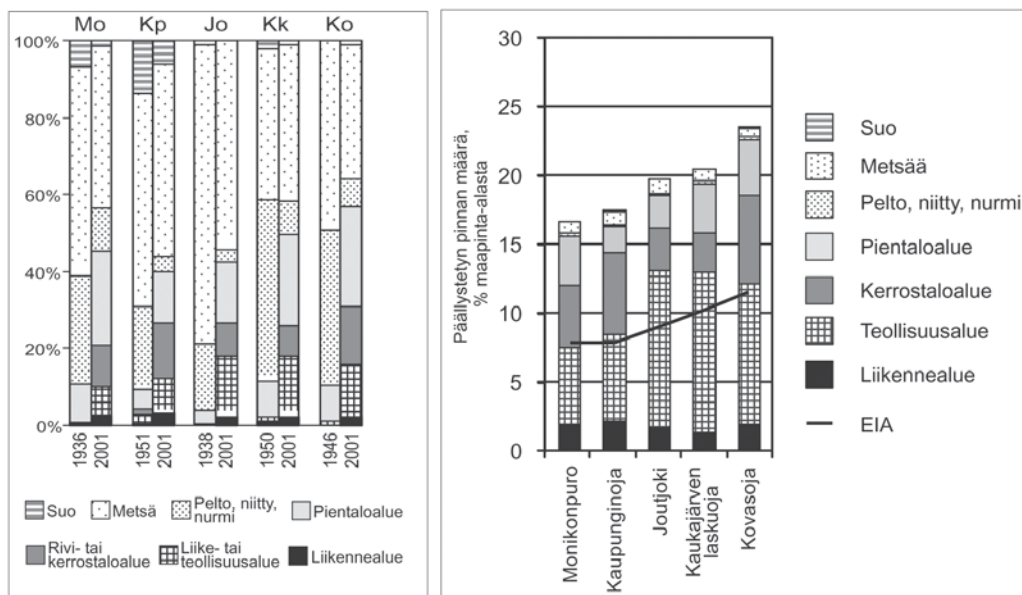 Mo Kp Jo Kk Ko
100%
80%
60%
40%
20%
0%
1936 2001 1951 2001 1938 2001 1950 2001 1946 2001
Suo
Metsä
Pelto, niitty,
nurmi
Pientaloalue
Rivi- tai
kerrostaloalue
Liike- tai
teollisuusalue
Liikennealue
Päällystetyn pinnan määrä,
% maapinta-alasta
30
25
20
15
10
5
0
Monikonpuro
Kaupunginoja
Joutjoki
Kaukajärven
laskuoja
Kovasoja
Suo
Metsää
Pelto, niitty, nurmi
Pientaloalue
Kerrostaloalue
Teollisuusalue
Liikennealue
EIA